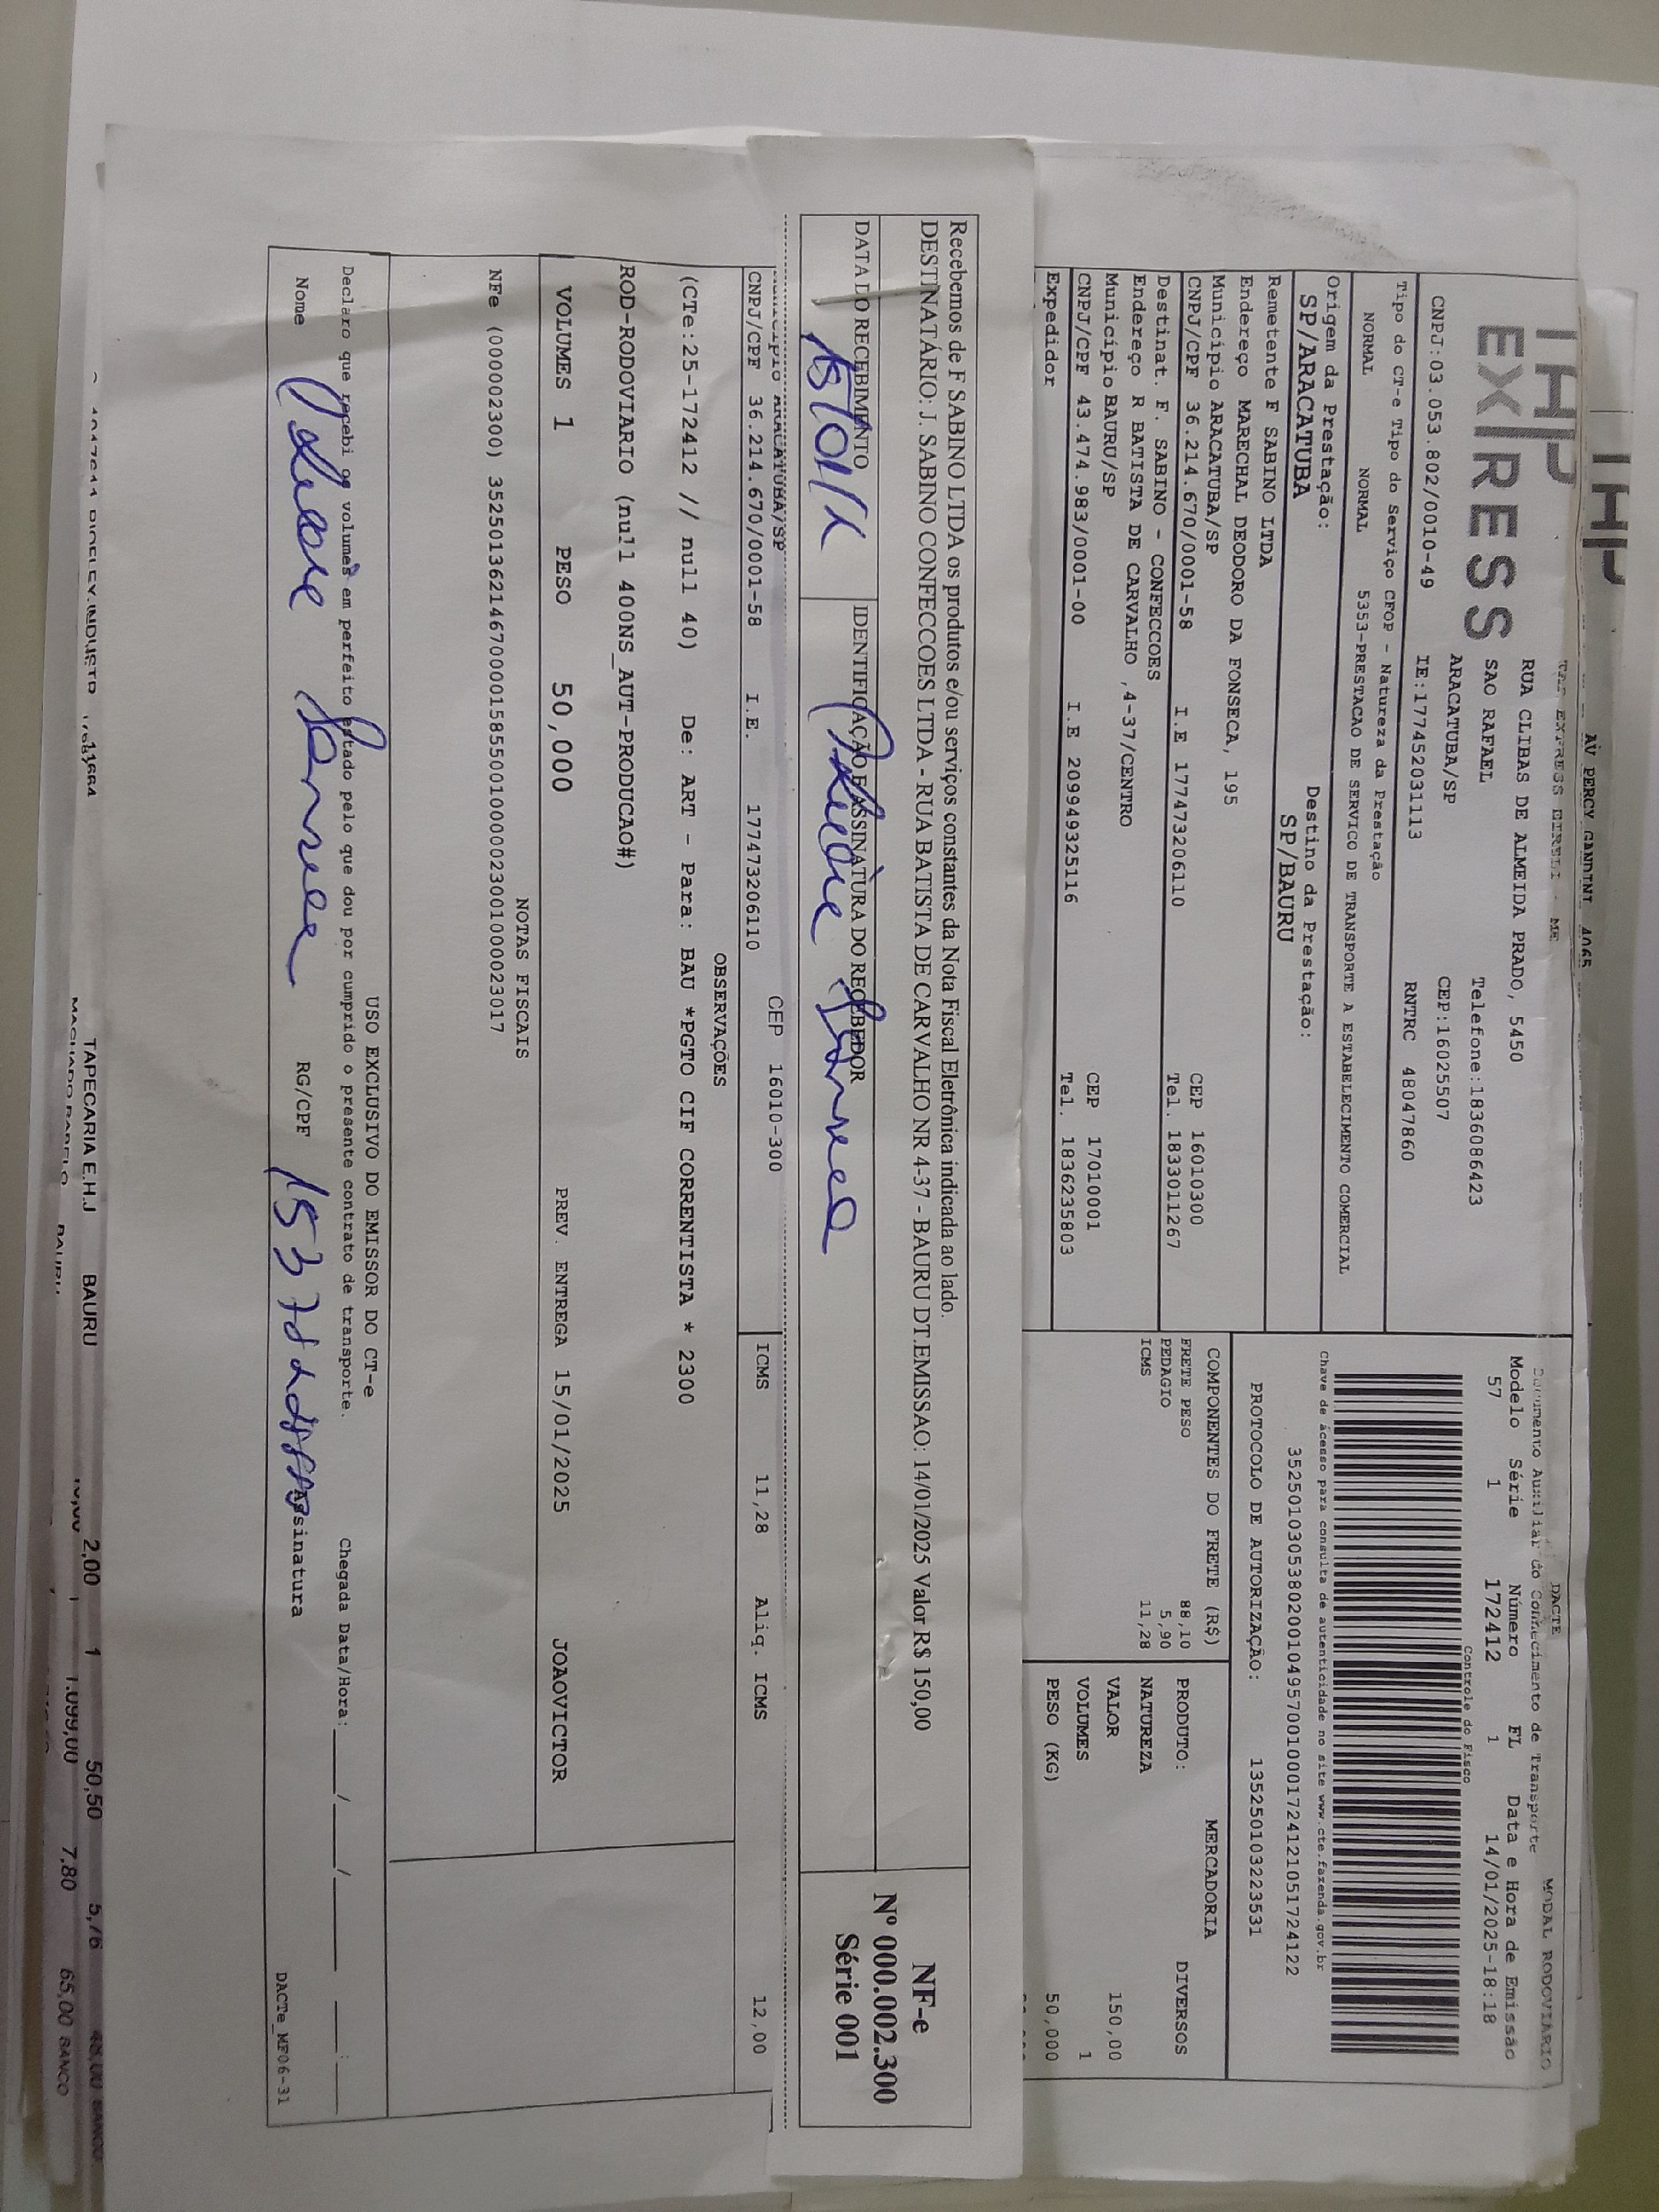 THP
AV PERCY GANDINI 4065
THP EXPRESS EIRELI - ME
THP
EXPRESS
RUA CLIBAS DE ALMEIDA PRADO, 5450
SAO RAFAEL
Telefone:1836086423
ARACATUBA/SP
CEP:16025507
CNPJ:03.053.802/0010-49
IE:177452031113
RNTRC 48047860
DACTE
MODAL RODOVIARIO
Documento Auxiliar do Conhecimento de Transporte
Modelo Série Número FL Data e Hora de Emissão
57 1 172412 1 14/01/2025-18:18
Controle do Fisco
Chave de ácesso para consulta de autenticidade no site www.cte.fazenda.gov.br
35250103053802001049570010001724121051724122
PROTOCOLO DE AUTORIZAÇÃO: 135250103223531
Tipo do CT-e Tipo do Serviço CFOP - Natureza da Prestação
NORMAL NORMAL 5353-PRESTACAO DE SERVICO DE TRANSPORTE A ESTABELECIMENTO COMERCIAL
Origem da Prestação: Destino da Prestação:
SP/ARACATUBA SP/BAURU
Remetente F SABINO LTDA
Endereço MARECHAL DEODORO DA FONSECA, 195
Município ARACATUBA/SP CEP 16010300
CNPJ/CPF 36.214.670/0001-58 I.E 177473206110 Tel. 1833011267
Destinat. F. SABINO - CONFECCOES
Endereço R BATISTA DE CARVALHO ,4-37/CENTRO
Município BAURU/SP CEP 17010001
CNPJ/CPF 43.474.983/0001-00 I.E 209949325116 Tel. 1836235803
Expedidor
COMPONENTES DO FRETE (R$)
FRETE PESO 88,10
PEDAGIO 5,90
ICMS 11,28
MERCADORIA
PRODUTO: DIVERSOS
NATUREZA
VALOR 150,00
VOLUMES 1
PESO (KG) 50,000
Recebemos de F SABINO LTDA os produtos e/ou serviços constantes da Nota Fiscal Eletrônica indicada ao lado.
DESTINATÁRIO: J. SABINO CONFECCOES LTDA - RUA BATISTA DE CARVALHO NR 4-37 - BAURU DT.EMISSAO: 14/01/2025 Valor R$ 150,00
DATA DO RECEBIMENTO
IDENTIFICAÇÃO E ASSINATURA DO RECEBEDOR
NF-e
Nº 000.002.300
Série 001
Município ARACATUBA/SP CEP 16010-300
CNPJ/CPF 36.214.670/0001-58 I.E. 177473206110
ICMS 11,28 Aliq. ICMS 12,00
OBSERVAÇÕES
(CTe:25-172412 // null 40) De: ART - Para: BAU *PGTO CIF CORRENTISTA * 2300
ROD-RODOVIARIO (null 400NS_AUT-PRODUCAO#)
VOLUMES 1 PESO 50,000 PREV. ENTREGA 15/01/2025 JOAOVICTOR
NOTAS FISCAIS
NFe (000002300) 35250136214670000158550010000023001000023017
USO EXCLUSIVO DO EMISSOR DO CT-e
Declaro que recebi os volumes em perfeito estado pelo que dou por cumprido o presente contrato de transporte. Chegada Data/Hora: ___/___/_____ ___:___
Nome RG/CPF Assinatura
DACTe_MF06-31
TAPECARIA E.H.J BAURU 2,00 1 50,50 5,76
1.099,00 7,80 65,00 BANCO